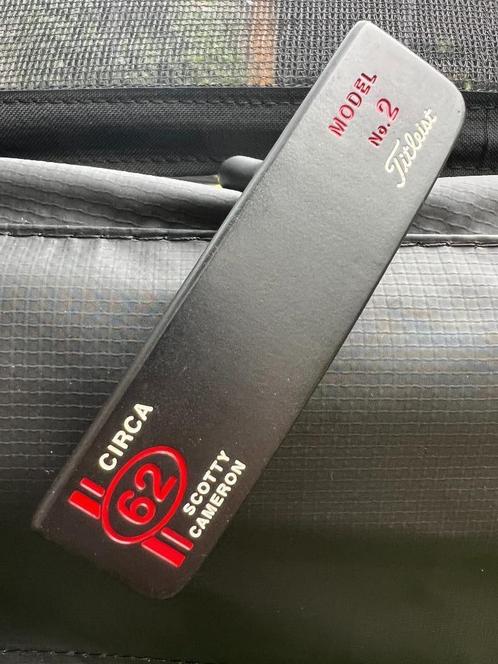 MODEL
No. 2
Titleist
CIRCA
62
SCOTTY
CAMERON